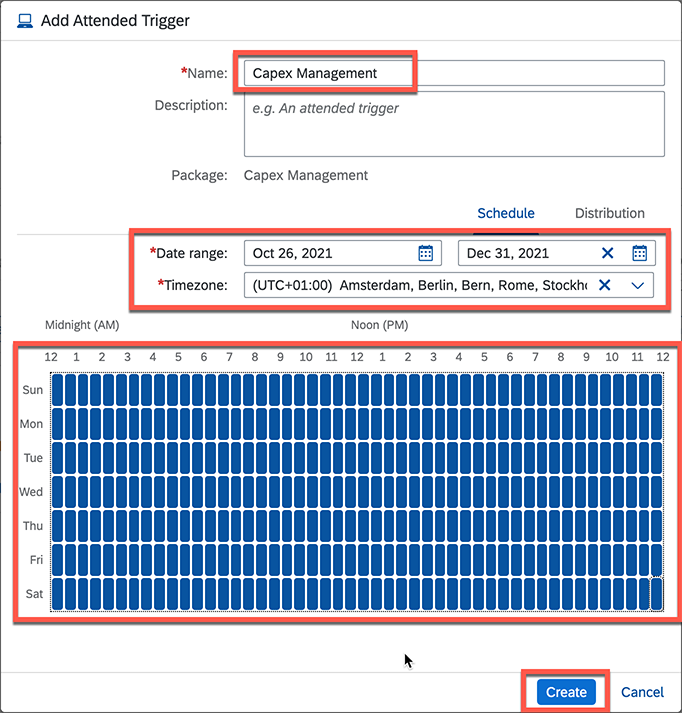 Add Attended Trigger
*Name: Capex Management
Description: e.g. An attended trigger
Package: Capex Management
Schedule Distribution
*Date range: Oct 26, 2021 Dec 31, 2021
*Timezone: (UTC+01:00) Amsterdam, Berlin, Bern, Rome, Stockho
Midnight (AM) Noon (PM)
12 1 2 3 4 5 6 7 8 9 10 11 12 1 2 3 4 5 6 7 8 9 10 11 12
Sun
Mon
Tue
Wed
Thu
Fri
Sat
Create Cancel